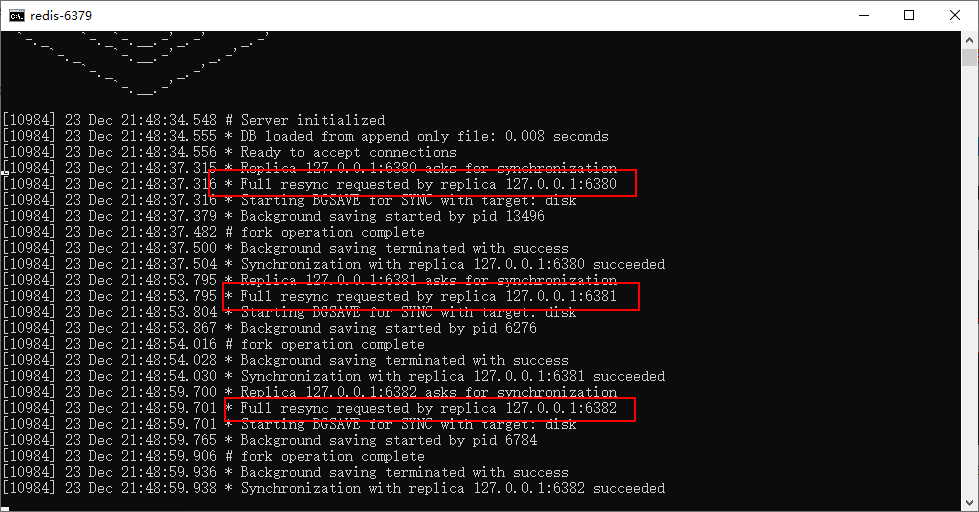 redis-6379
[10984] 23 Dec 21:48:34.548 # Server initialized
[10984] 23 Dec 21:48:34.555 * DB loaded from append only file: 0.008 seconds
[10984] 23 Dec 21:48:34.556 * Ready to accept connections
[10984] 23 Dec 21:48:37.315 * Replica 127.0.0.1:6380 asks for synchronization
[10984] 23 Dec 21:48:37.316 * Full resync requested by replica 127.0.0.1:6380
[10984] 23 Dec 21:48:37.316 * Starting BGSAVE for SYNC with target: disk
[10984] 23 Dec 21:48:37.379 * Background saving started by pid 13496
[10984] 23 Dec 21:48:37.482 # fork operation complete
[10984] 23 Dec 21:48:37.500 * Background saving terminated with success
[10984] 23 Dec 21:48:37.504 * Synchronization with replica 127.0.0.1:6380 succeeded
[10984] 23 Dec 21:48:53.795 * Replica 127.0.0.1:6381 asks for synchronization
[10984] 23 Dec 21:48:53.795 * Full resync requested by replica 127.0.0.1:6381
[10984] 23 Dec 21:48:53.804 * Starting BGSAVE for SYNC with target: disk
[10984] 23 Dec 21:48:53.867 * Background saving started by pid 6276
[10984] 23 Dec 21:48:54.016 # fork operation complete
[10984] 23 Dec 21:48:54.028 * Background saving terminated with success
[10984] 23 Dec 21:48:54.030 * Synchronization with replica 127.0.0.1:6381 succeeded
[10984] 23 Dec 21:48:59.700 * Replica 127.0.0.1:6382 asks for synchronization
[10984] 23 Dec 21:48:59.701 * Full resync requested by replica 127.0.0.1:6382
[10984] 23 Dec 21:48:59.701 * Starting BGSAVE for SYNC with target: disk
[10984] 23 Dec 21:48:59.765 * Background saving started by pid 6784
[10984] 23 Dec 21:48:59.906 # fork operation complete
[10984] 23 Dec 21:48:59.936 * Background saving terminated with success
[10984] 23 Dec 21:48:59.938 * Synchronization with replica 127.0.0.1:6382 succeeded